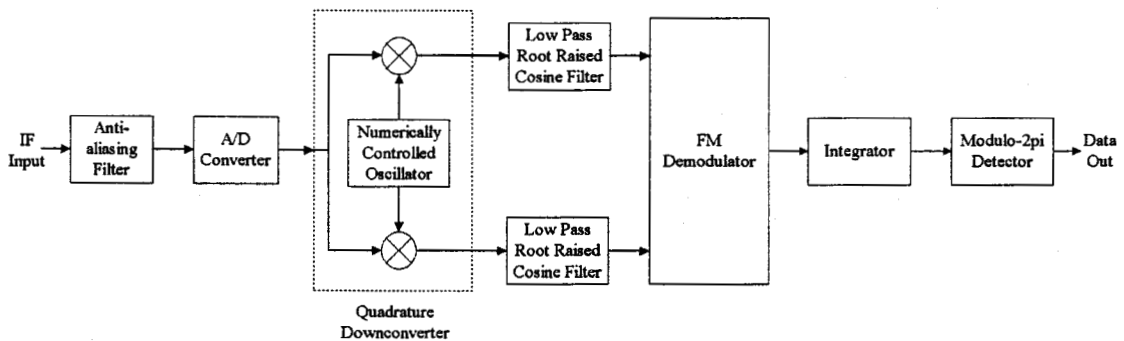 IF
Input
Anti-
aliasing
Filter
A/D
Converter
Numerically
Controlled
Oscillator
Quadrature
Downconverter
Low Pass
Root Raised
Cosine Filter
Low Pass
Root Raised
Cosine Filter
FM
Demodulator
Integrator
Modulo-2pi
Detector
Data
Out